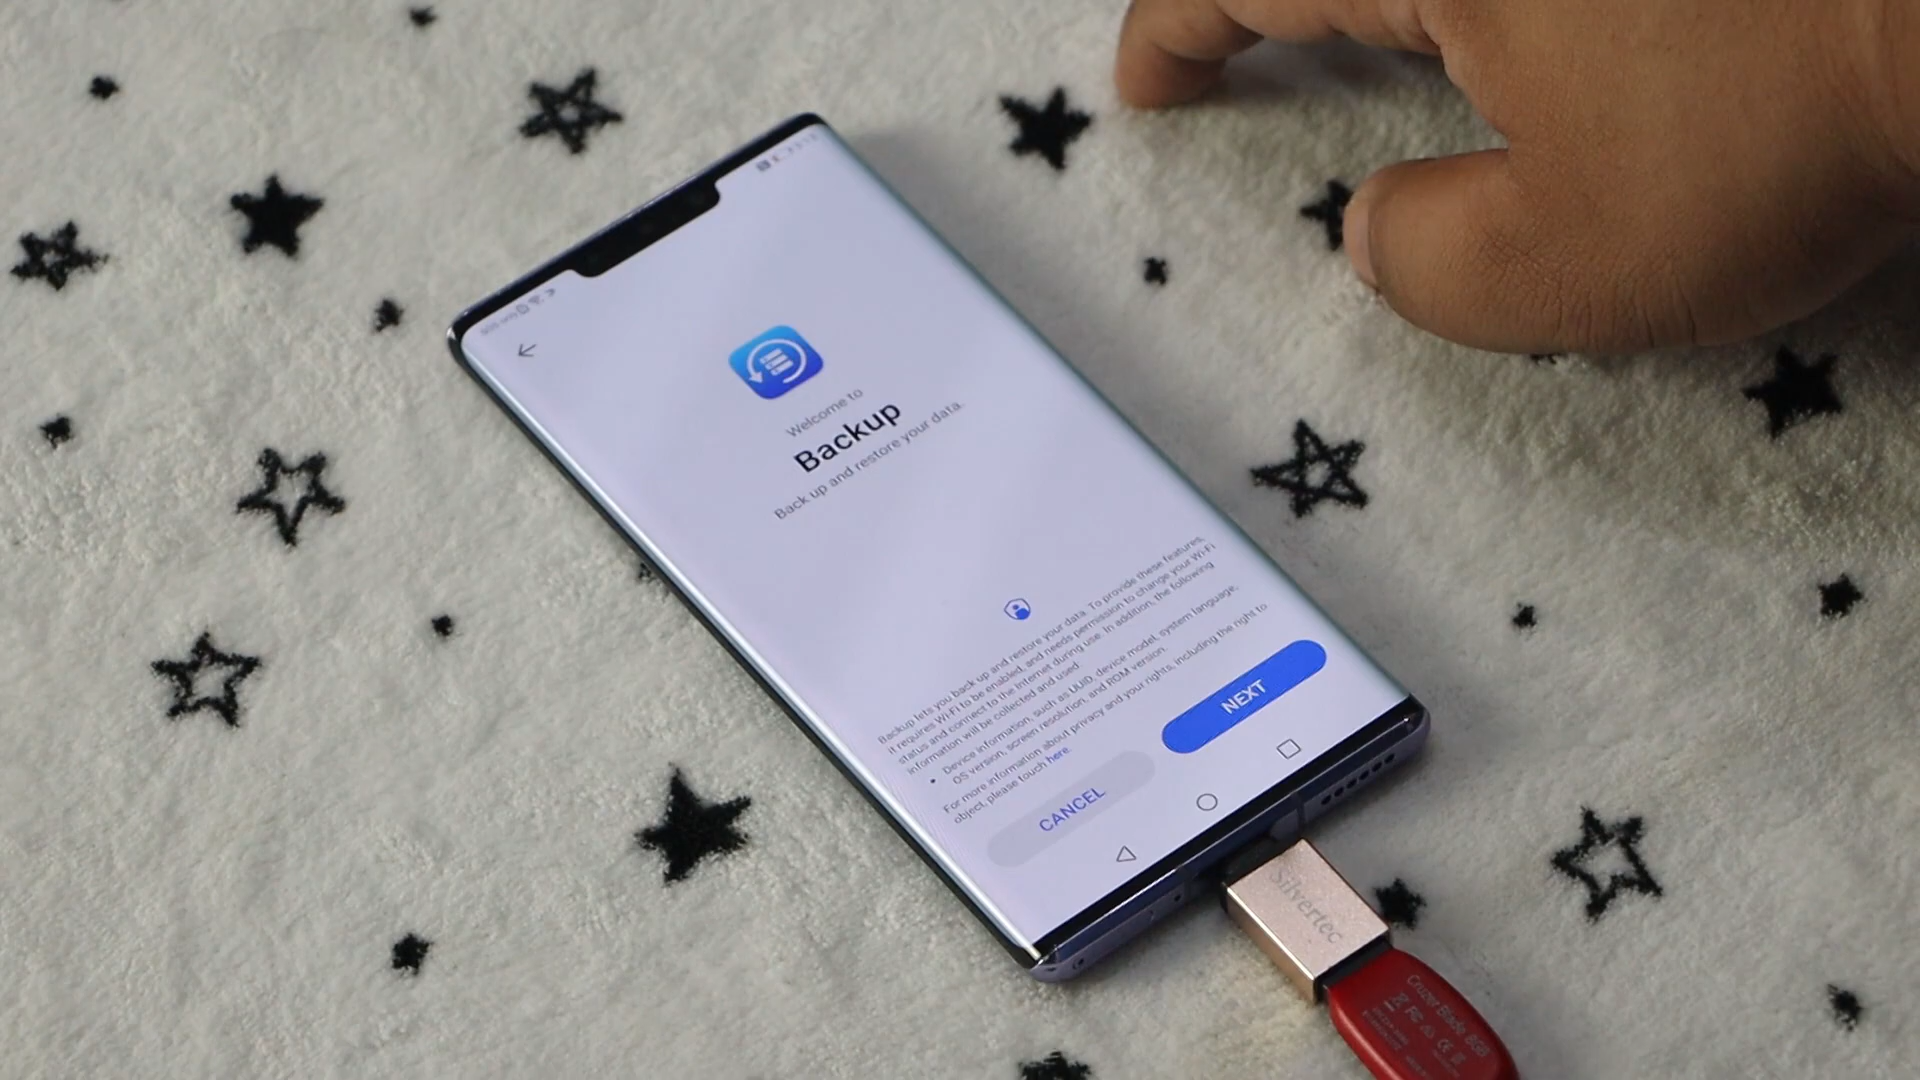 Welcome to
Backup
Back up and restore your data.
Backup lets you back up and restore your data. To provide these features,
it requires Wi-Fi to be enabled, and needs permission to change your Wi-Fi
status and connect to the Internet during use. In addition, the following
information will be collected and used:
• Device information, such as UUID, device model, system language,
OS version, screen resolution, and ROM version.
For more information about privacy and your rights, including the right to
object, please touch here.
CANCEL
NEXT
Silvertec
Cruzer Blade 8GB